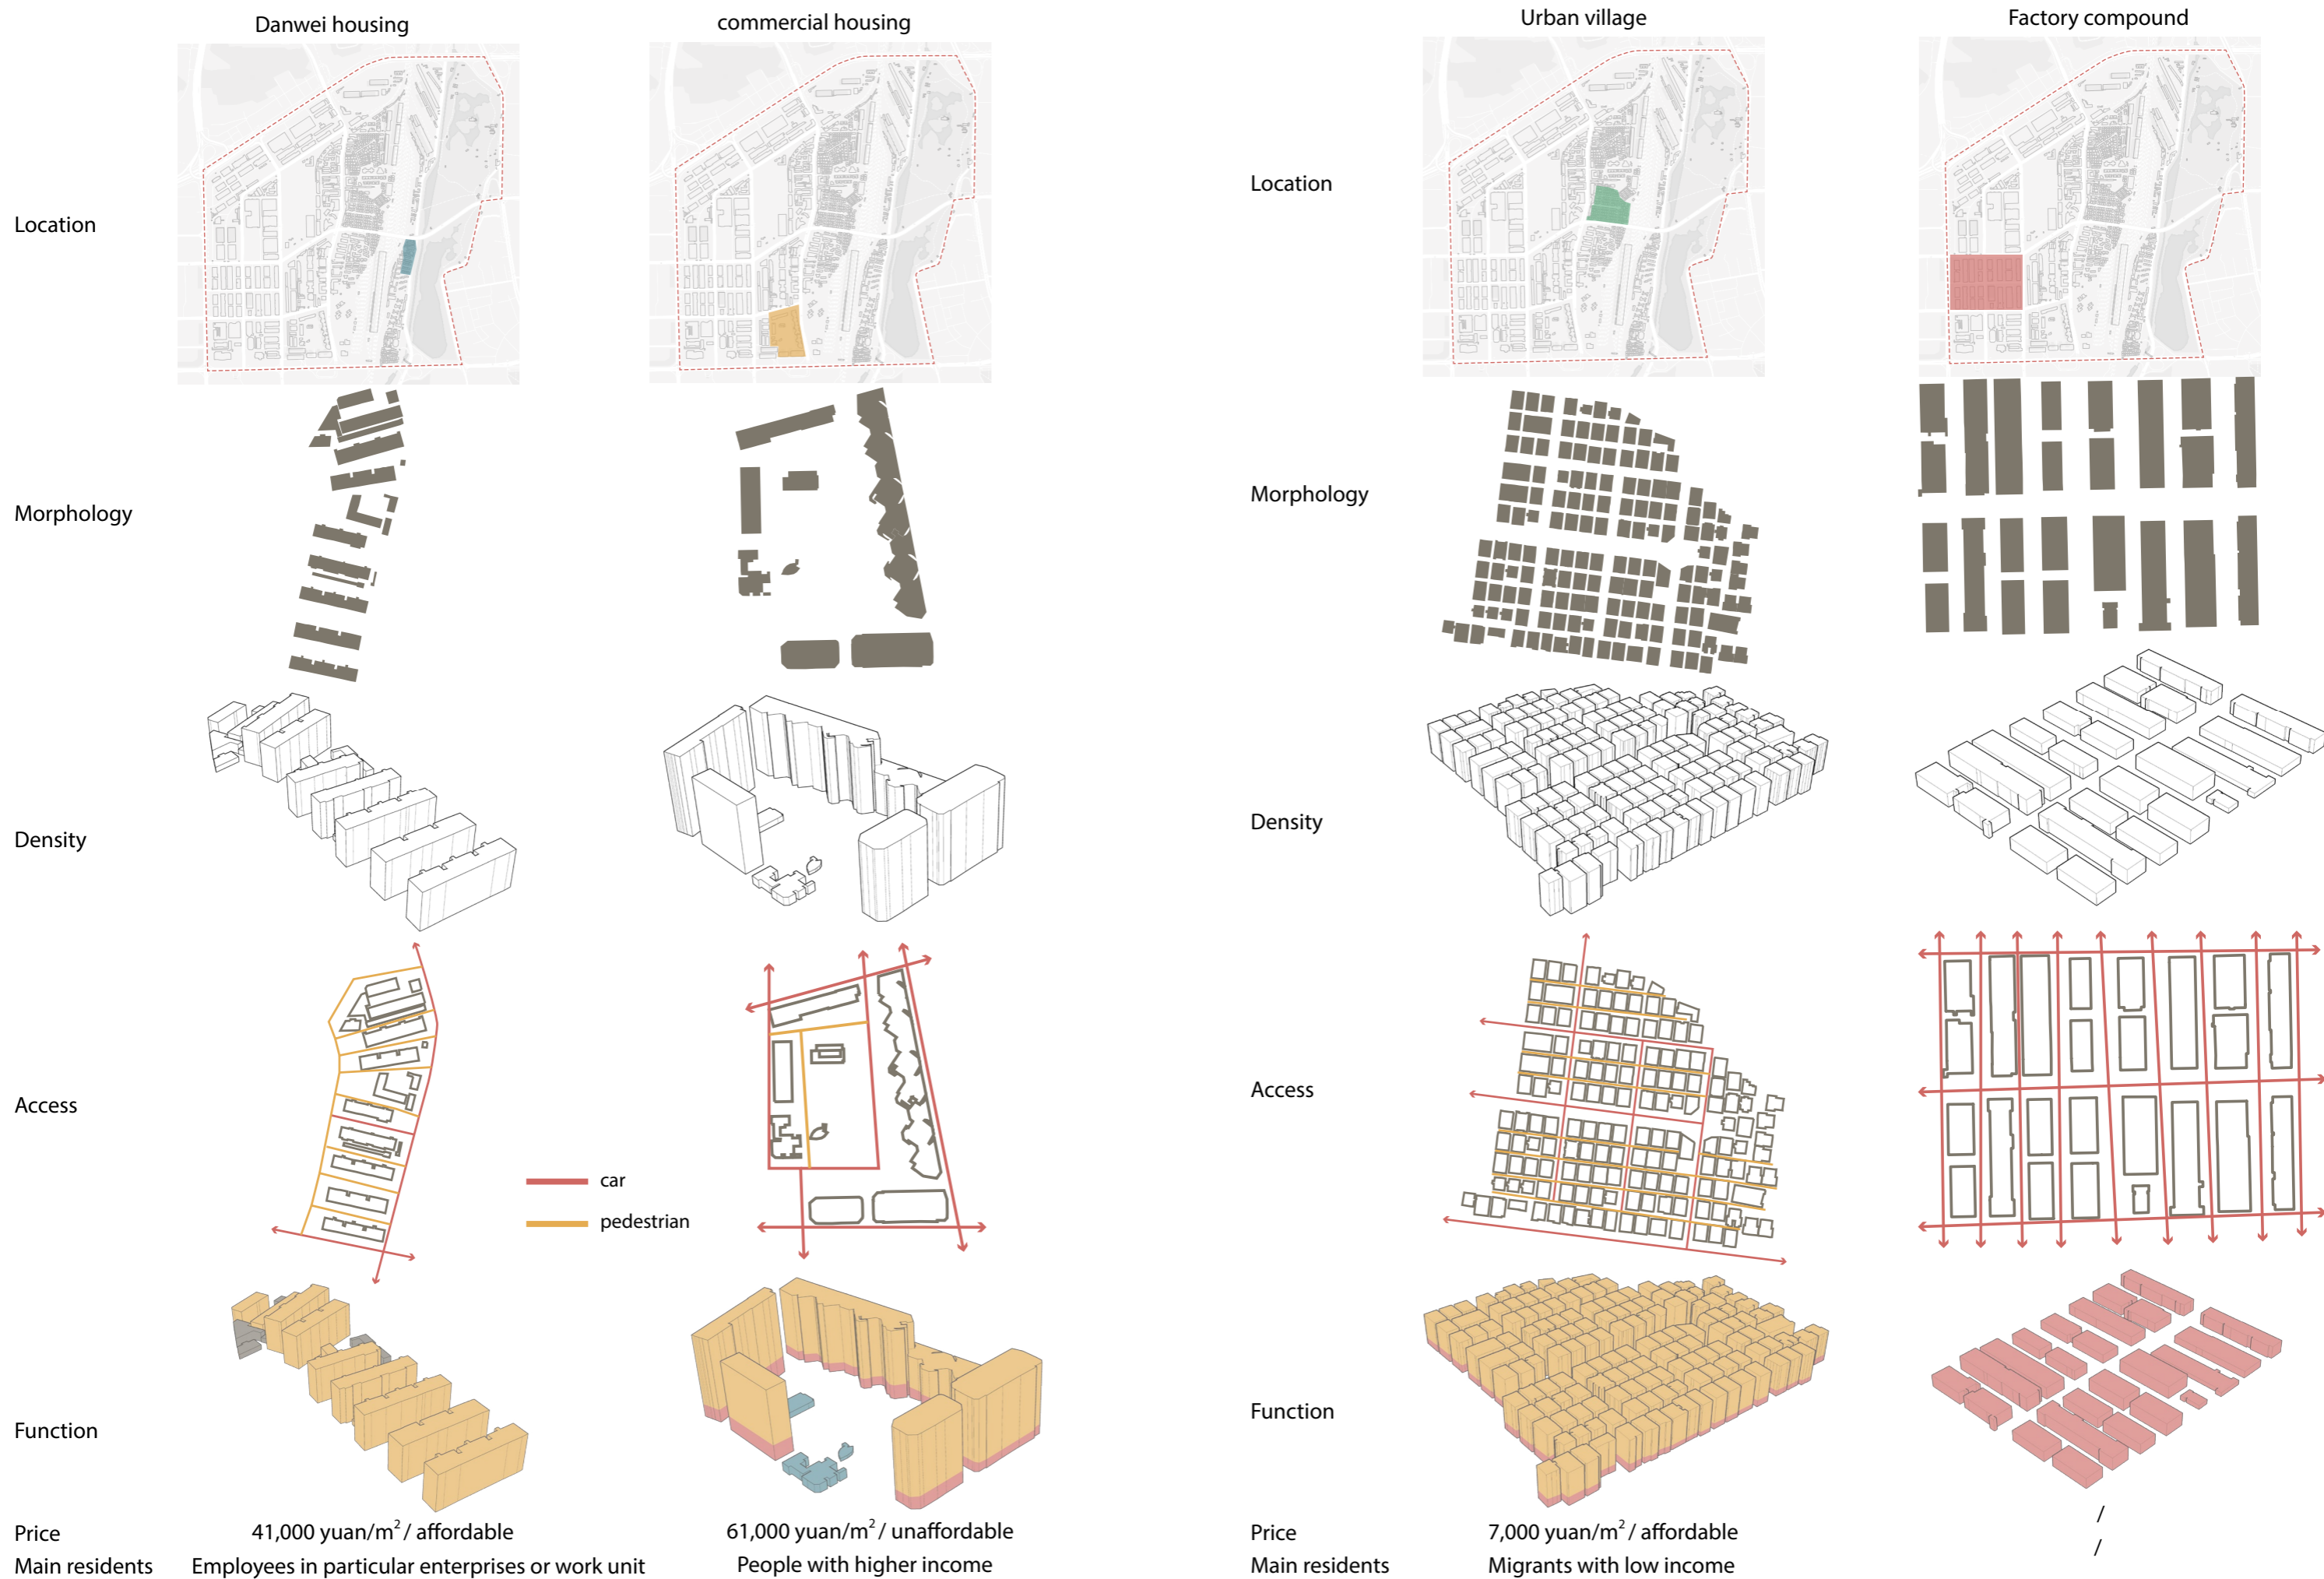 Danwei housing
commercial housing
Location
Morphology
Density
Access
car
pedestrian
Function
Price
41,000 yuan/m² / affordable
61,000 yuan/m² / unaffordable
Main residents
Employees in particular enterprises or work unit
People with higher income
Urban village
Factory compound
Location
Morphology
Density
Access
Function
Price
7,000 yuan/m² / affordable
/
Main residents
Migrants with low income
/